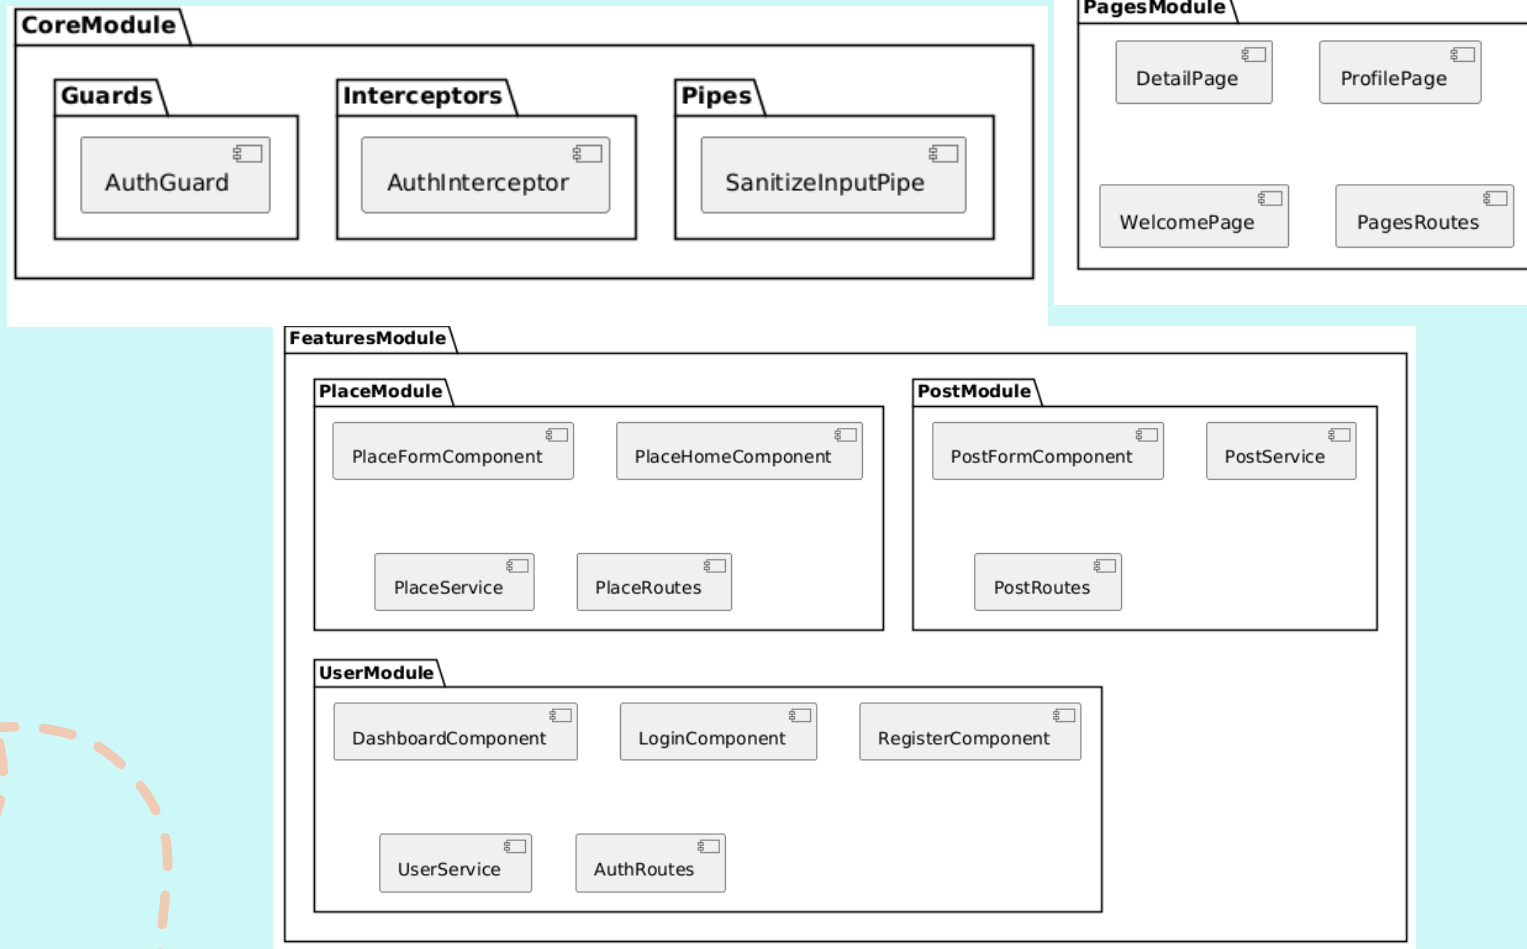 CoreModule
Guards
AuthGuard
Interceptors
AuthInterceptor
Pipes
SanitizeInputPipe
PagesModule
DetailPage
ProfilePage
WelcomePage
PagesRoutes
FeaturesModule
PlaceModule
PlaceFormComponent
PlaceHomeComponent
PlaceService
PlaceRoutes
PostModule
PostFormComponent
PostService
PostRoutes
UserModule
DashboardComponent
LoginComponent
RegisterComponent
UserService
AuthRoutes